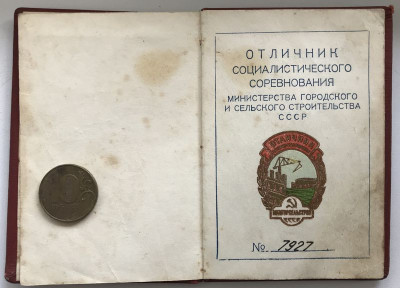 ОТЛИЧНИК
СОЦИАЛИСТИЧЕСКОГО
СОРЕВНОВАНИЯ
МИНИСТЕРСТВА ГОРОДСКОГО
И СЕЛЬСКОГО СТРОИТЕЛЬСТВА
СССР
№ 7927